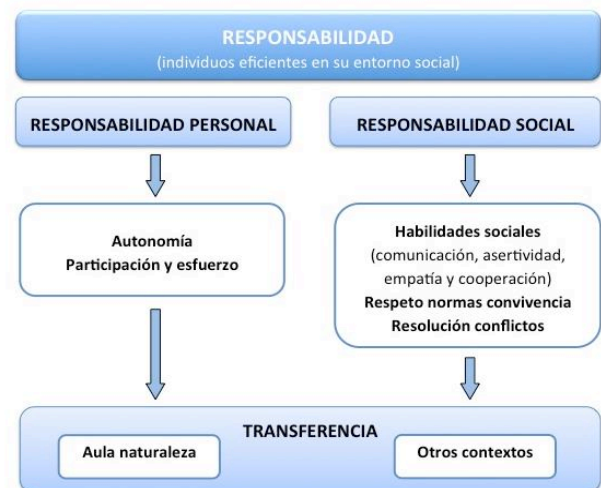 RESPONSABILIDAD
(individuos eficientes en su entorno social)
RESPONSABILIDAD PERSONAL
RESPONSABILIDAD SOCIAL
Autonomía
Participación y esfuerzo
Habilidades sociales
(comunicación, asertividad,
empatía y cooperación)
Respeto normas convivencia
Resolución conflictos
TRANSFERENCIA
Aula naturaleza
Otros contextos